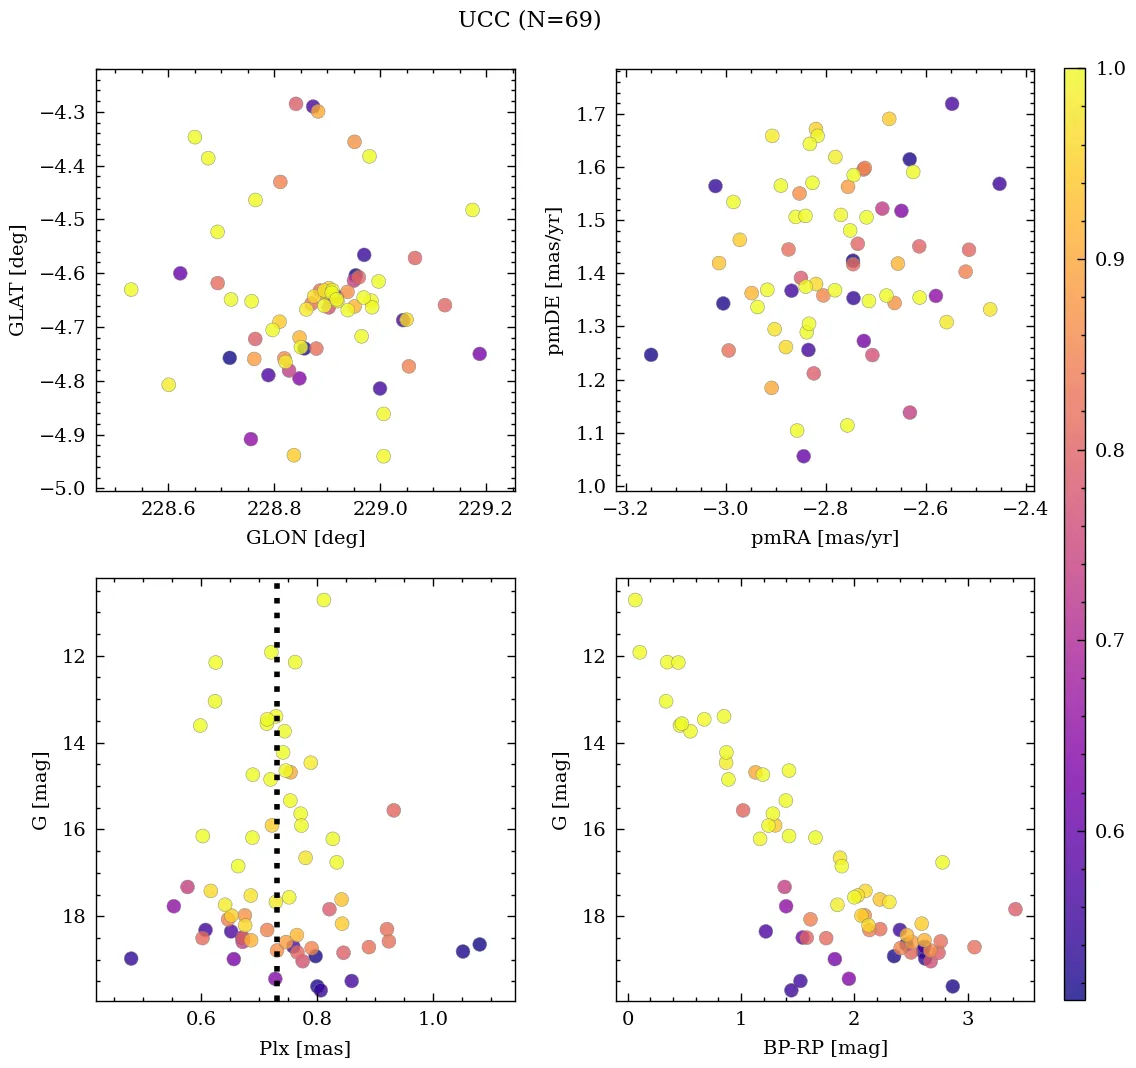 UCC (N=69)
−4.3
−4.4
−4.5
−4.6
−4.7
−4.8
−4.9
−5.0
GLAT [deg]
228.6 228.8 229.0 229.2
GLON [deg]
1.7
1.6
1.5
1.4
1.3
1.2
1.1
1.0
pmDE [mas/yr]
−3.2 −3.0 −2.8 −2.6 −2.4
pmRA [mas/yr]
1.0
0.9
0.8
0.7
0.6
12
14
16
18
G [mag]
0.6 0.8 1.0
Plx [mas]
12
14
16
18
G [mag]
0 1 2 3
BP-RP [mag]